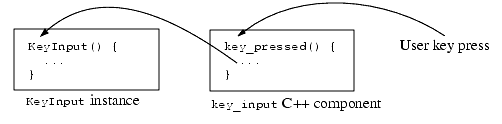 KeyInput() {
...
}
KeyInput instance
key_pressed() {
...
}
key_input C++ component
User key press